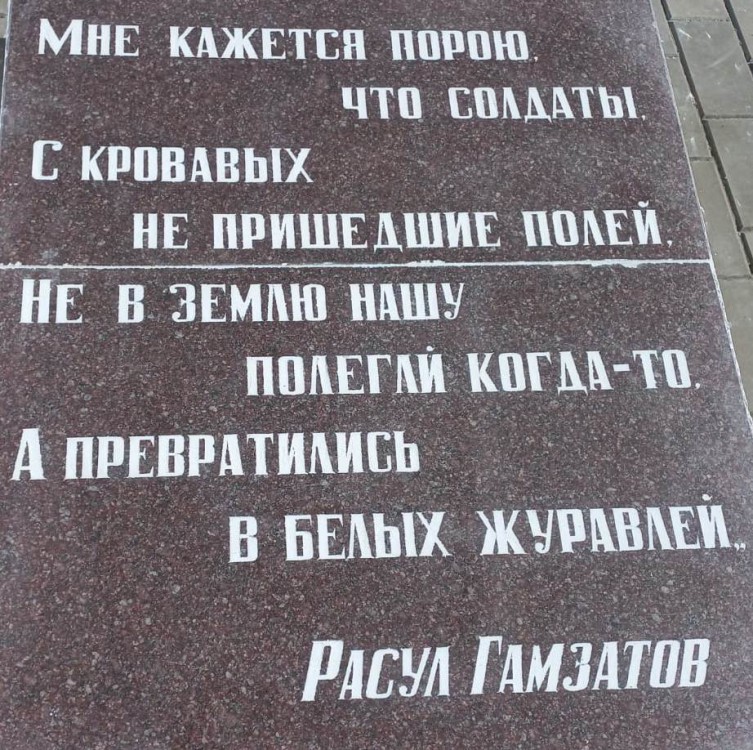 Мне кажется порою,
что солдаты,
С кровавых
не пришедшие полей,
Не в землю нашу
полеглй когда-то,
А превратились
в белых журавлей„
Расул Гамзатов